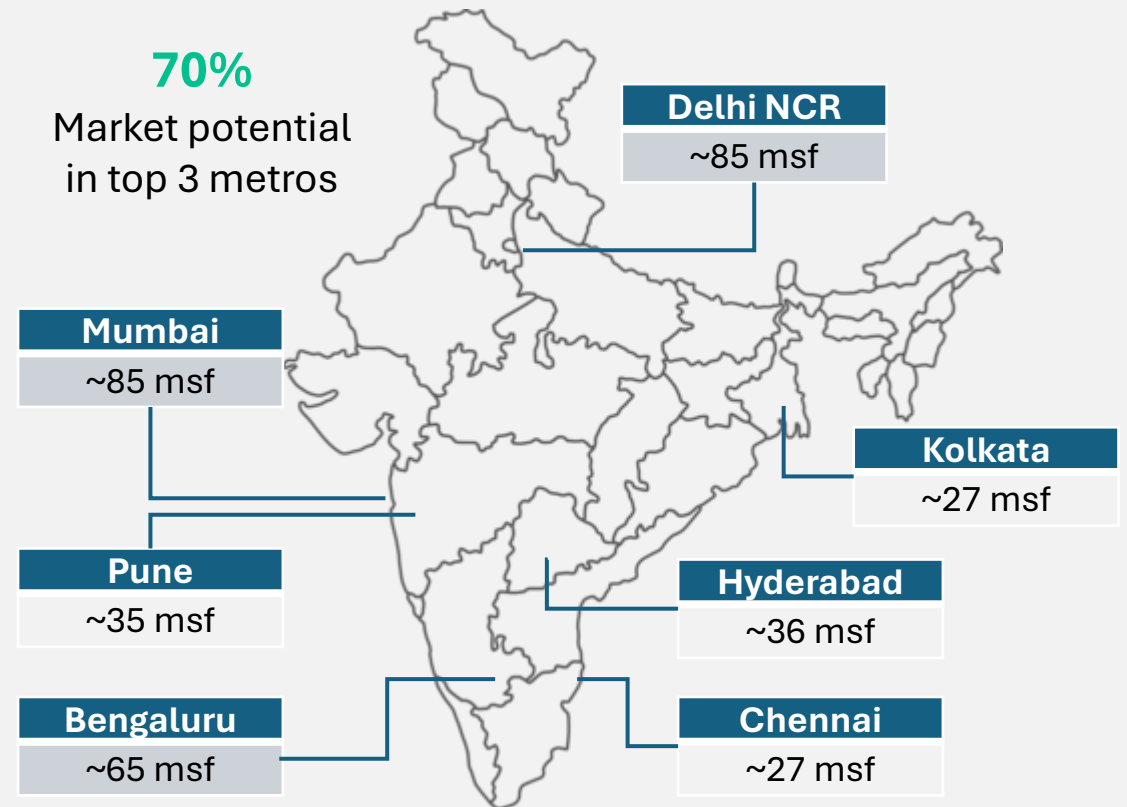 70%
Market potential
in top 3 metros
Delhi NCR
~85 msf
Mumbai
~85 msf
Kolkata
~27 msf
Pune
~35 msf
Hyderabad
~36 msf
Bengaluru
~65 msf
Chennai
~27 msf